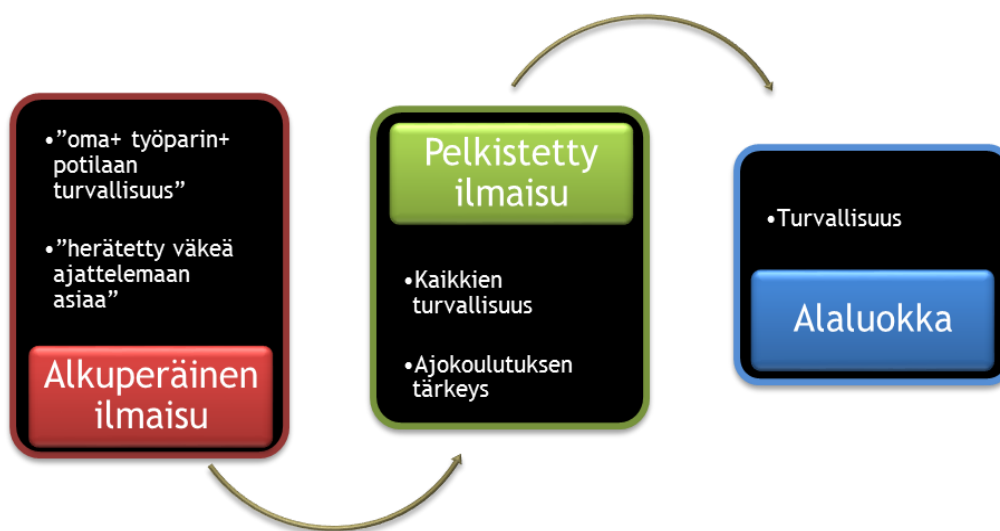 •”oma+ työparin+
potilaan
turvallisuus”
•”herätetty väkeä
ajattelemaan
asiaa”
Alkuperäinen
ilmaisu
Pelkistetty
ilmaisu
•Kaikkien
turvallisuus
•Ajokoulutuksen
tärkeys
•Turvallisuus
Alaluokka